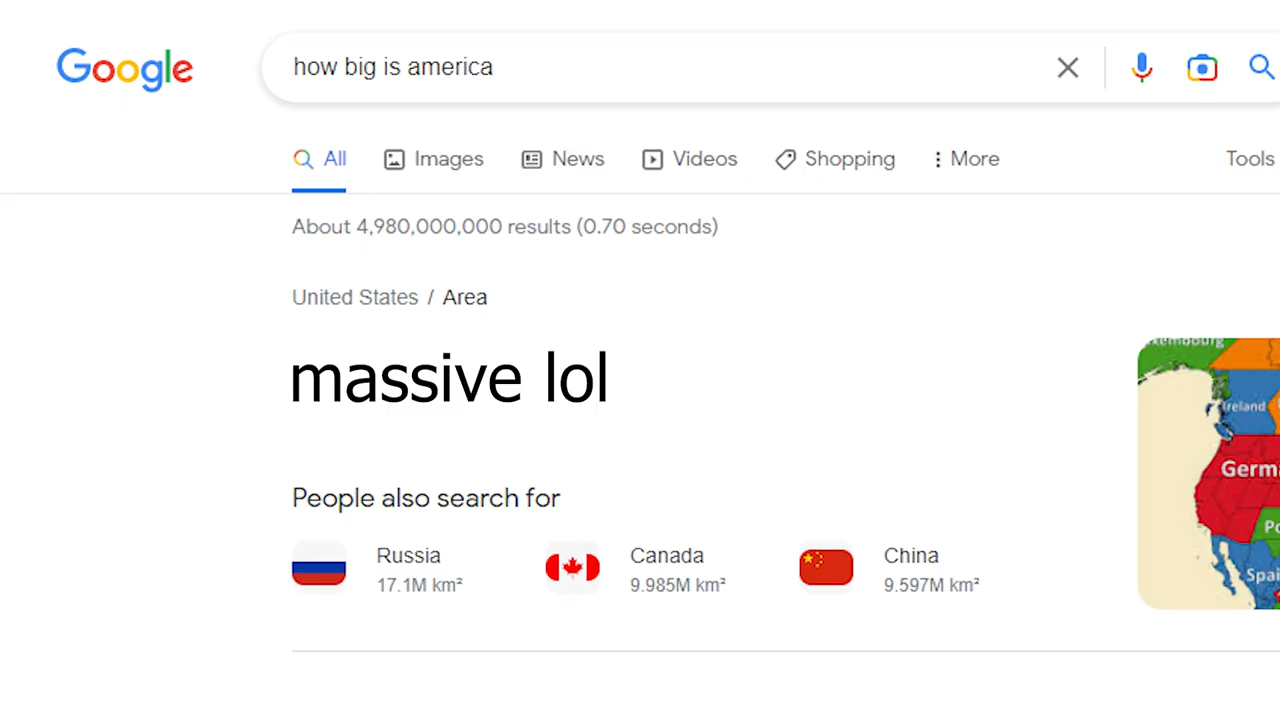 Google
how big is america
All Images News Videos Shopping More Tools
About 4,980,000,000 results (0.70 seconds)
United States / Area
massive lol
People also search for
Russia
17.1M km²
Canada
9.985M km²
China
9.597M km²
Ireland